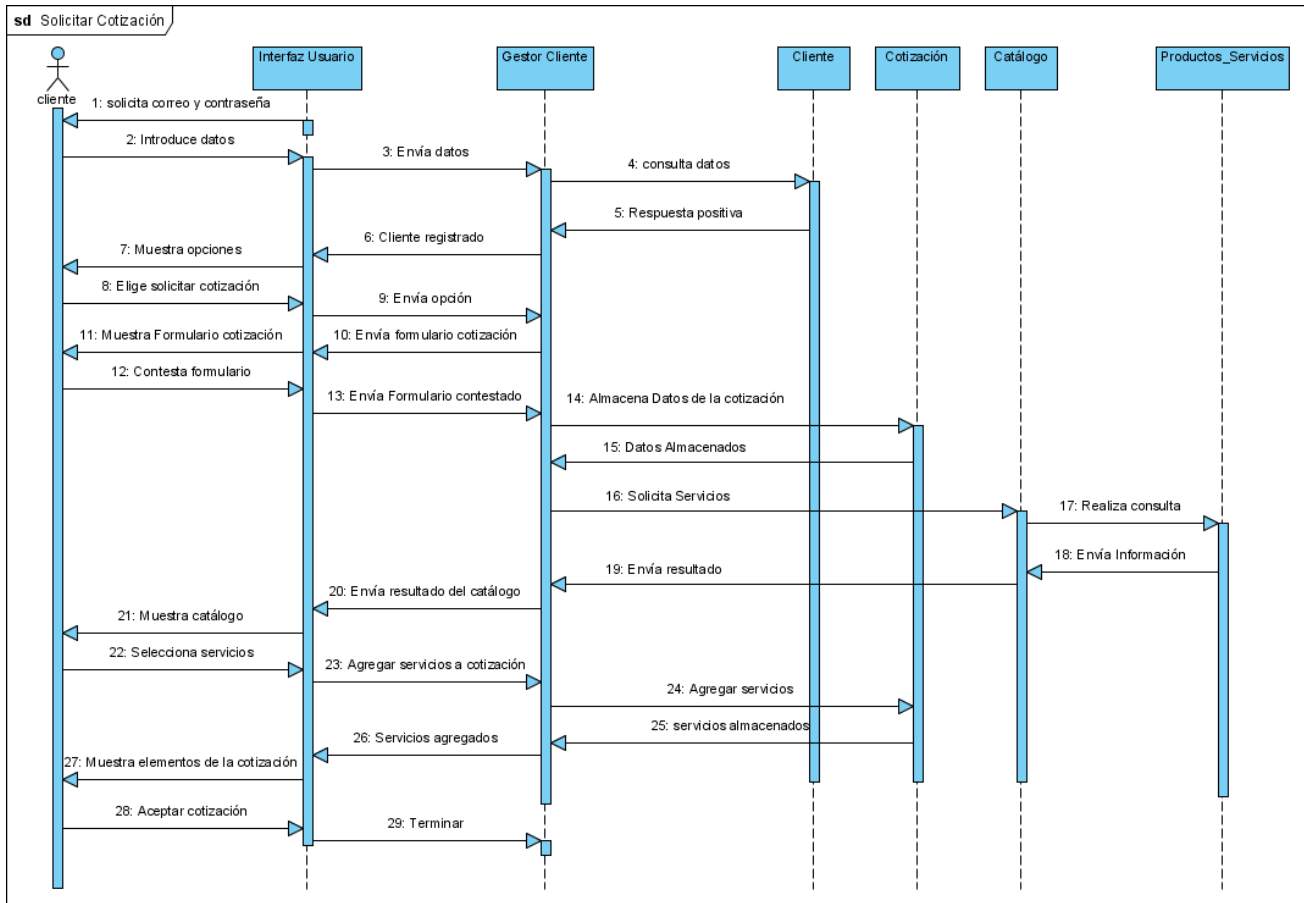 sd Solicitar Cotización
cliente
Interfaz Usuario
Gestor Cliente
Cliente
Cotización
Catálogo
Productos_Servicios
1: solicita correo y contraseña
2: Introduce datos
3: Envía datos
4: consulta datos
5: Respuesta positiva
6: Cliente registrado
7: Muestra opciones
8: Elige solicitar cotización
9: Envía opción
10: Envía formulario cotización
11: Muestra Formulario cotización
12: Contesta formulario
13: Envía Formulario contestado
14: Almacena Datos de la cotización
15: Datos Almacenados
16: Solicita Servicios
17: Realiza consulta
18: Envía Información
19: Envía resultado
20: Envía resultado del catálogo
21: Muestra catálogo
22: Selecciona servicios
23: Agregar servicios a cotización
24: Agregar servicios
25: servicios almacenados
26: Servicios agregados
27: Muestra elementos de la cotización
28: Aceptar cotización
29: Terminar